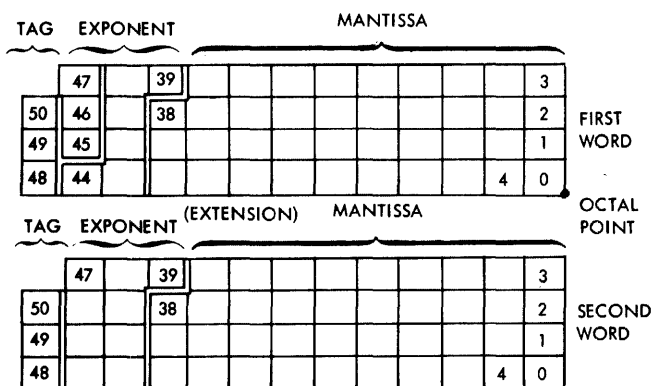 TAG EXPONENT MANTISSA
47 39 3
50 46 38 2 FIRST
49 45 1 WORD
48 44 4 0
OCTAL
POINT
TAG EXPONENT (EXTENSION) MANTISSA
47 39 3
50 38 2 SECOND
49 1 WORD
48 4 0